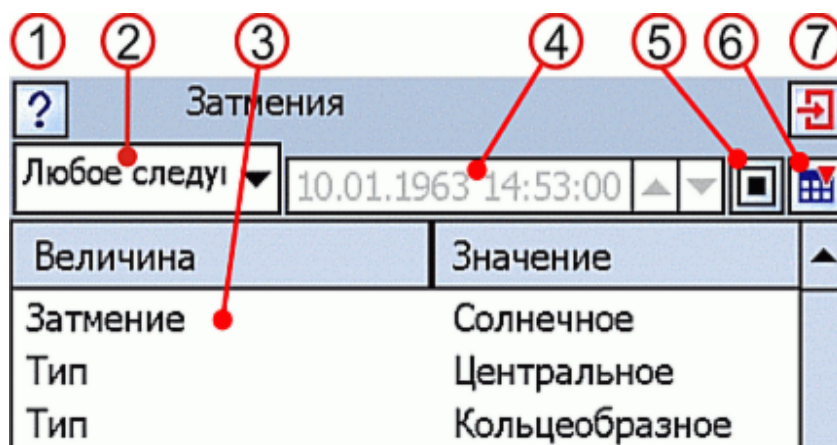 1 2 3 4 5 6 7
? Затмения
Любое следу 10.01.1963 14:53:00
Величина Значение
Затмение Солнечное
Тип Центральное
Тип Кольцеобразное